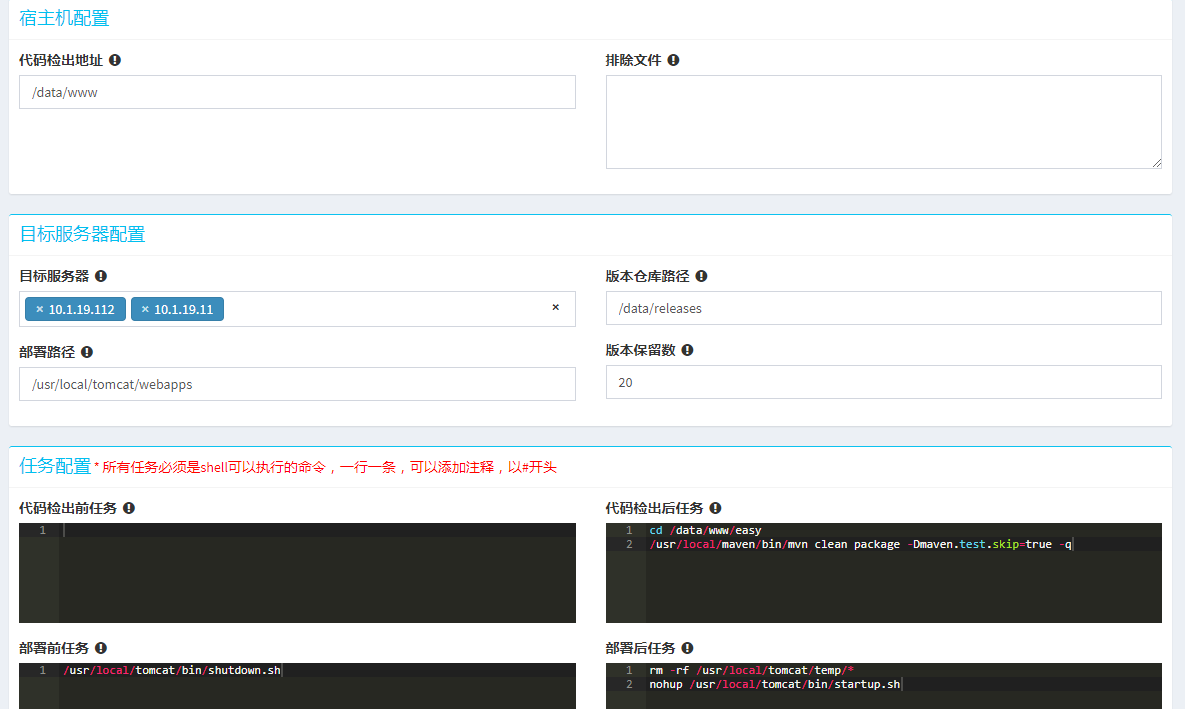 宿主机配置
代码检出地址
排除文件
/data/www
目标服务器配置
目标服务器
版本仓库路径
× 10.1.19.112 × 10.1.19.11 ×
/data/releases
部署路径
版本保留数
/usr/local/tomcat/webapps
20
任务配置 * 所有任务必须是shell可以执行的命令，一行一条，可以添加注释，以#开头
代码检出前任务
代码检出后任务
1
1 cd /data/www/easy
2 /usr/local/maven/bin/mvn clean package -Dmaven.test.skip=true -q
部署前任务
部署后任务
1 /usr/local/tomcat/bin/shutdown.sh
1 rm -rf /usr/local/tomcat/temp/*
2 nohup /usr/local/tomcat/bin/startup.sh